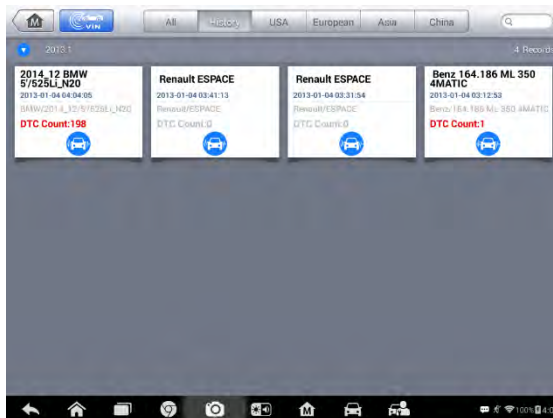 VIN
All
History
USA
European
Asia
China
2013 1
4 Records
2014_12 BMW
5'/525Li_N20
2013-01-04 04:04:05
BMW/2014_12/5'/525Li_N20
DTC Count:198
Renault ESPACE
2013-01-04 03:41:13
Renault/ESPACE
DTC Count:0
Renault ESPACE
2013-01-04 03:31:54
Renault/ESPACE
DTC Count:0
Benz 164.186 ML 350
4MATIC
2013-01-04 03:12:53
Benz/164.186 ML 350 4MATIC
DTC Count:1
M
100%